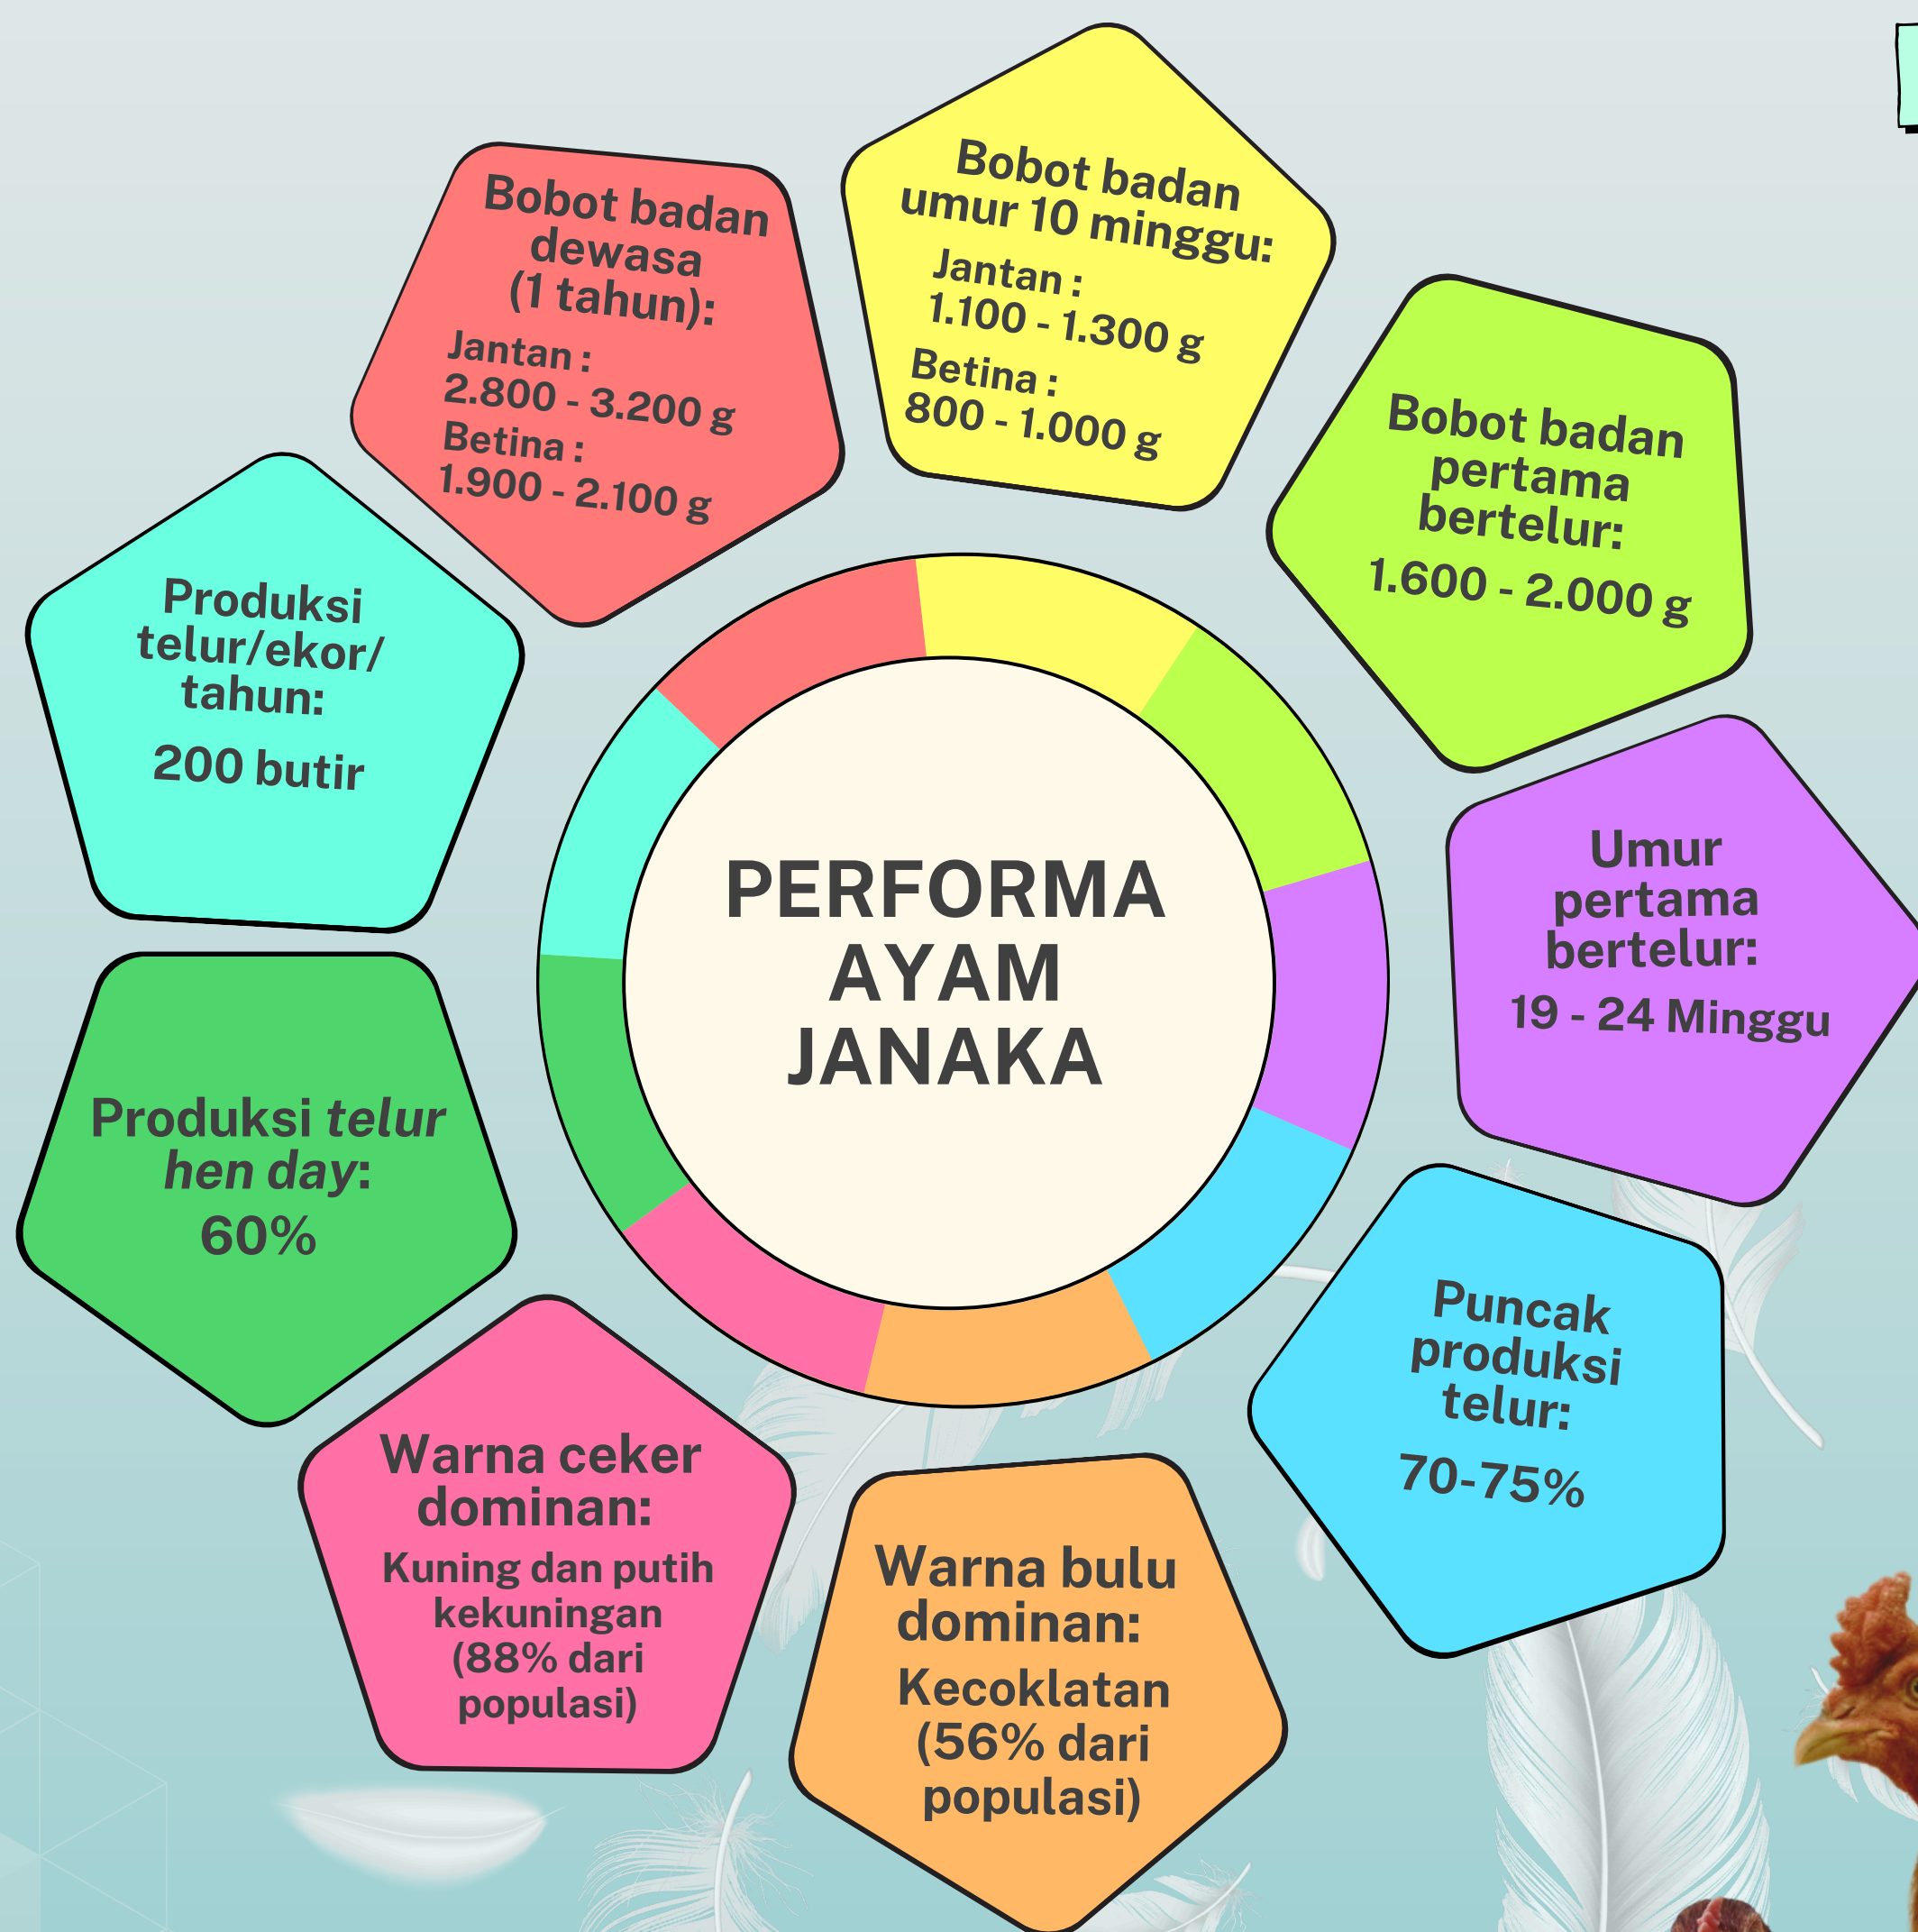 PERFORMA
AYAM
JANAKA
Bobot badan
dewasa
(1 tahun):
Jantan :
2.800 - 3.200 g
Betina :
1.900 - 2.100 g
Bobot badan
umur 10 minggu:
Jantan :
1.100 - 1.300 g
Betina :
800 - 1.000 g
Bobot badan
pertama
bertelur:
1.600 - 2.000 g
Umur
pertama
bertelur:
19 - 24 Minggu
Puncak
produksi
telur:
70-75%
Warna bulu
dominan:
Kecoklatan
(56% dari
populasi)
Warna ceker
dominan:
Kuning dan putih
kekuningan
(88% dari
populasi)
Produksi telur
hen day:
60%
Produksi
telur/ekor/
tahun:
200 butir